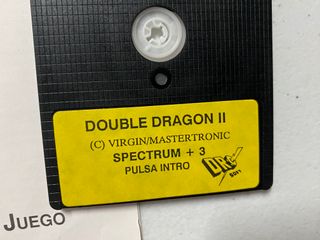 DOUBLE DRAGON II
(C) VIRGIN/MASTERTRONIC
SPECTRUM + 3
PULSA INTRO
DRO
SOFT
JUEGO